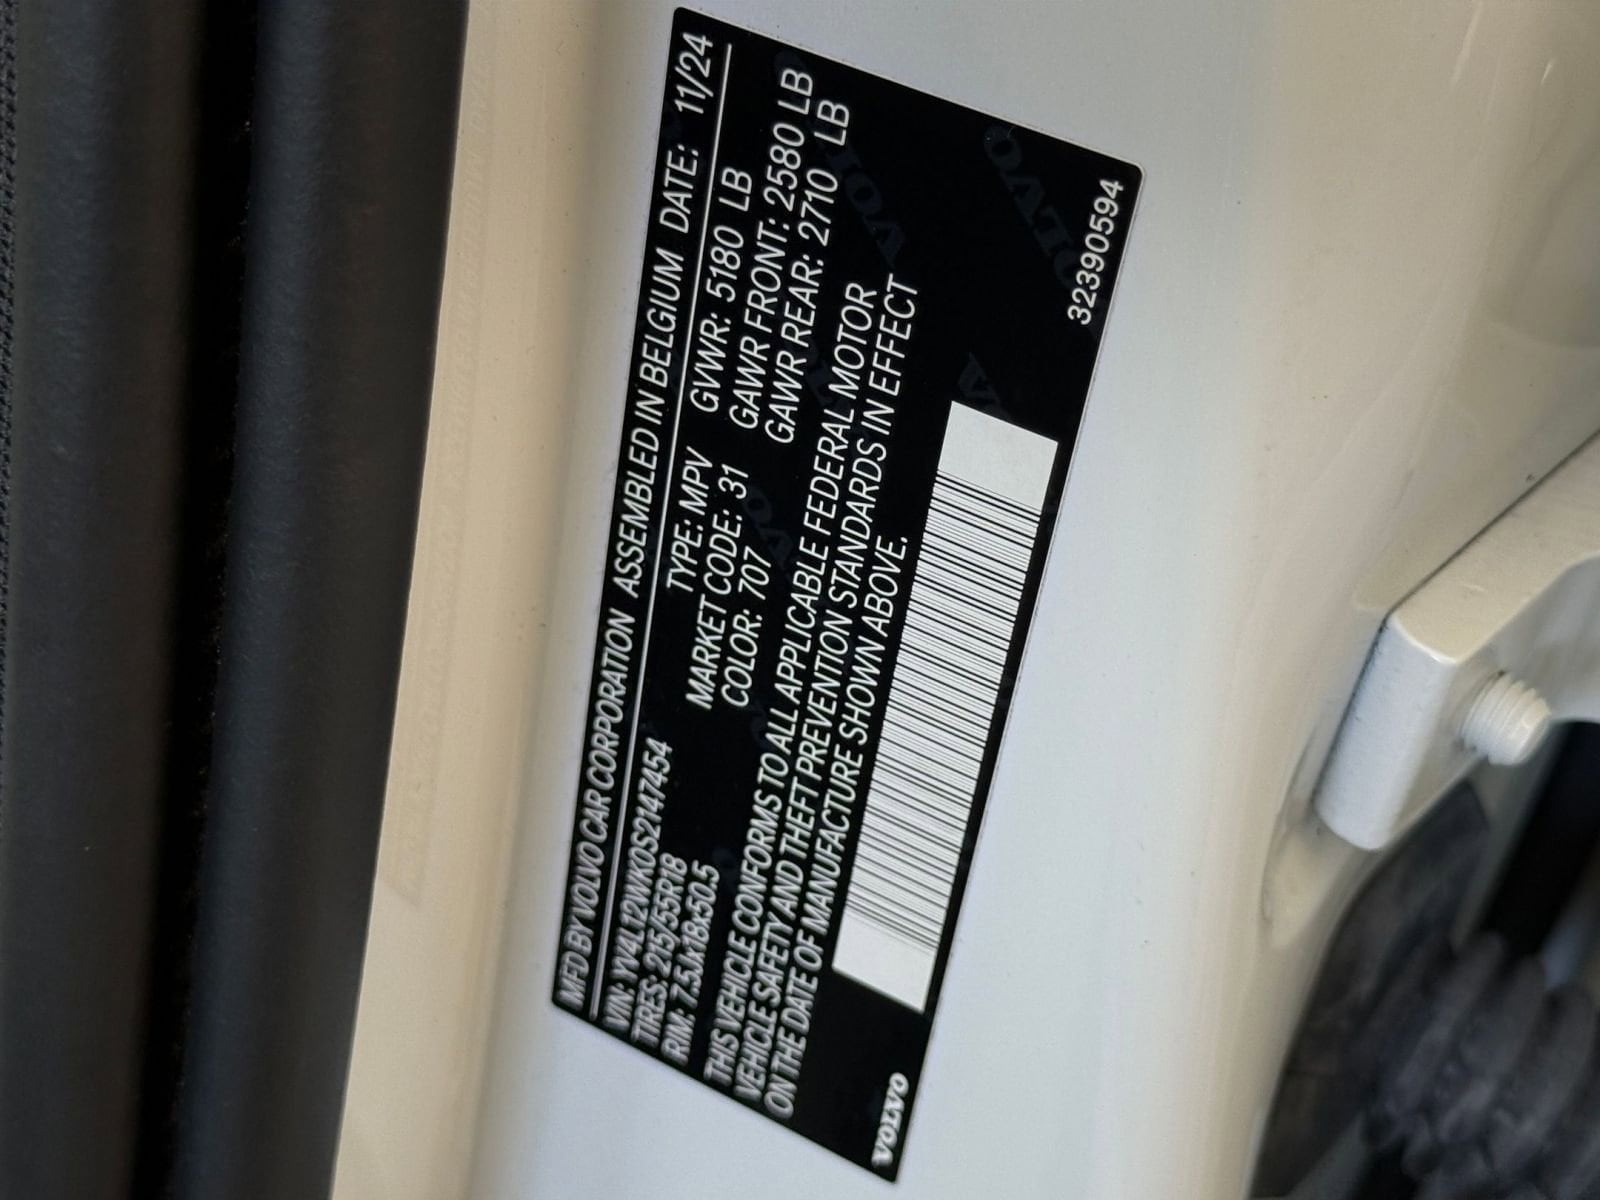 MFD BY VOLVO CAR CORPORATION ASSEMBLED IN BELGIUM DATE: 11/24
VIN: YV4L12WK0S2147454 TYPE: MPV GVWR: 5180 LB
TIRES: 215/55R18 MARKET CODE: 31 GAWR FRONT: 2580 LB
RIM: 7.5Jx18x50.5 COLOR: 707 GAWR REAR: 2710 LB
THIS VEHICLE CONFORMS TO ALL APPLICABLE FEDERAL MOTOR
VEHICLE SAFETY AND THEFT PREVENTION STANDARDS IN EFFECT
ON THE DATE OF MANUFACTURE SHOWN ABOVE.
VOLVO 32390594